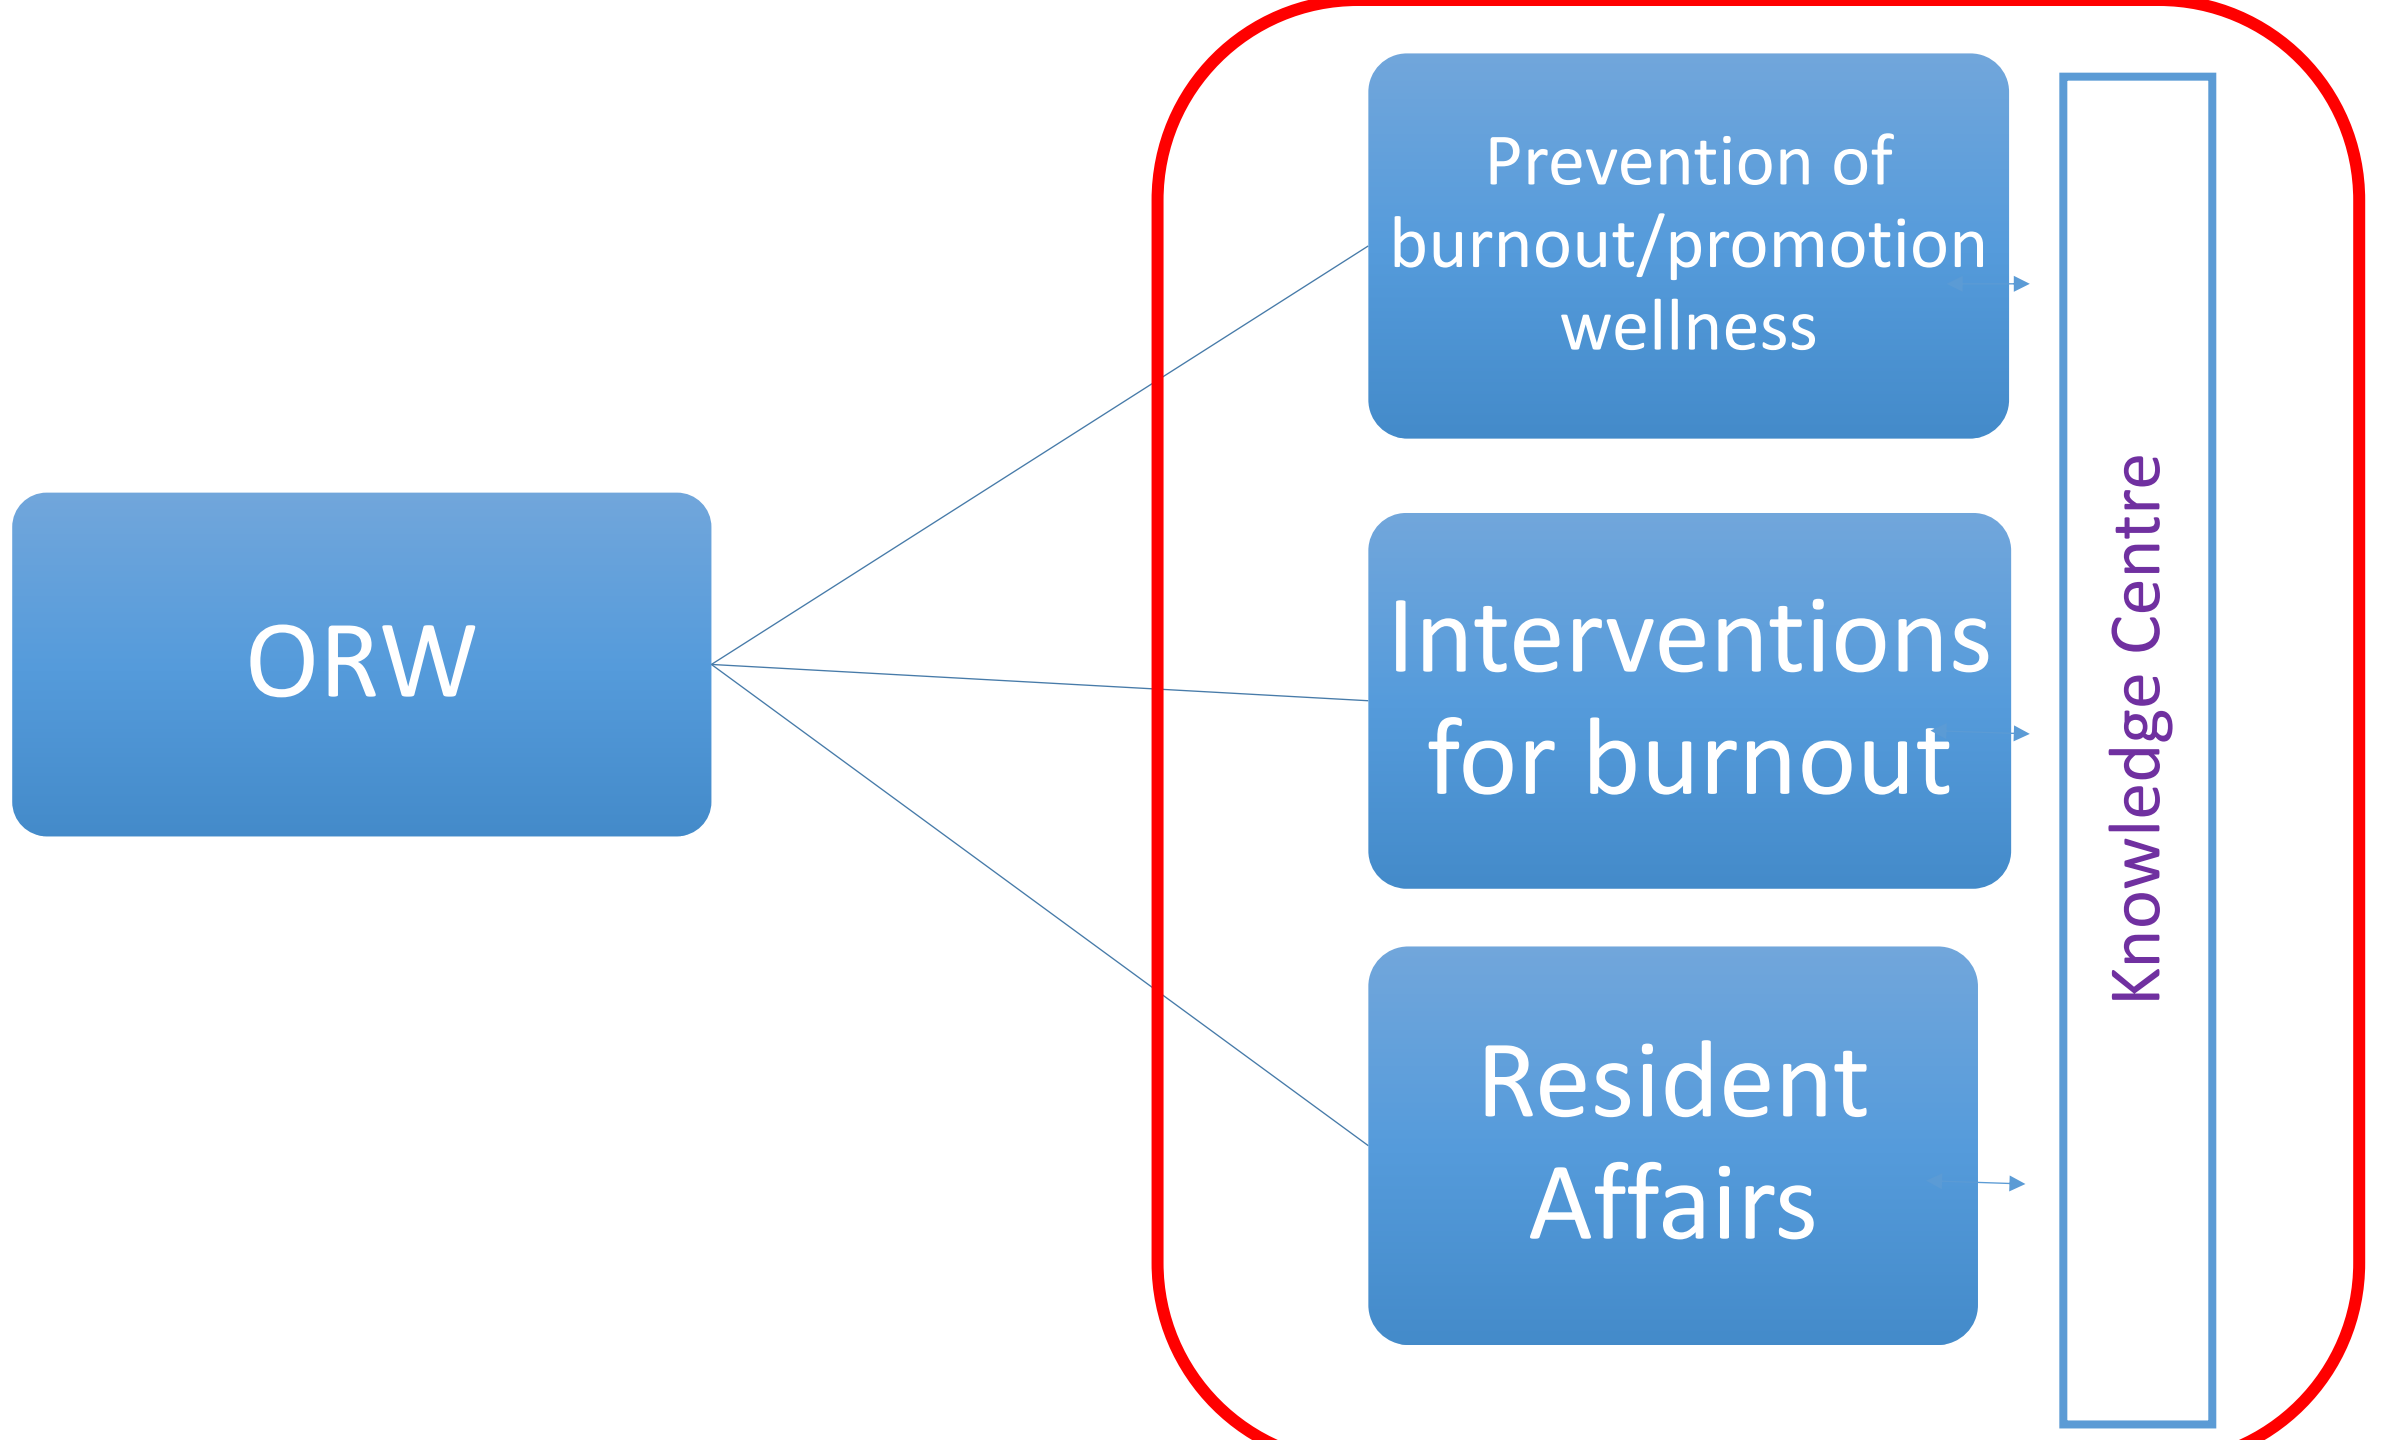 ORW
Prevention of
burnout/promotion
wellness
Interventions
for burnout
Resident
Affairs
Knowledge Centre